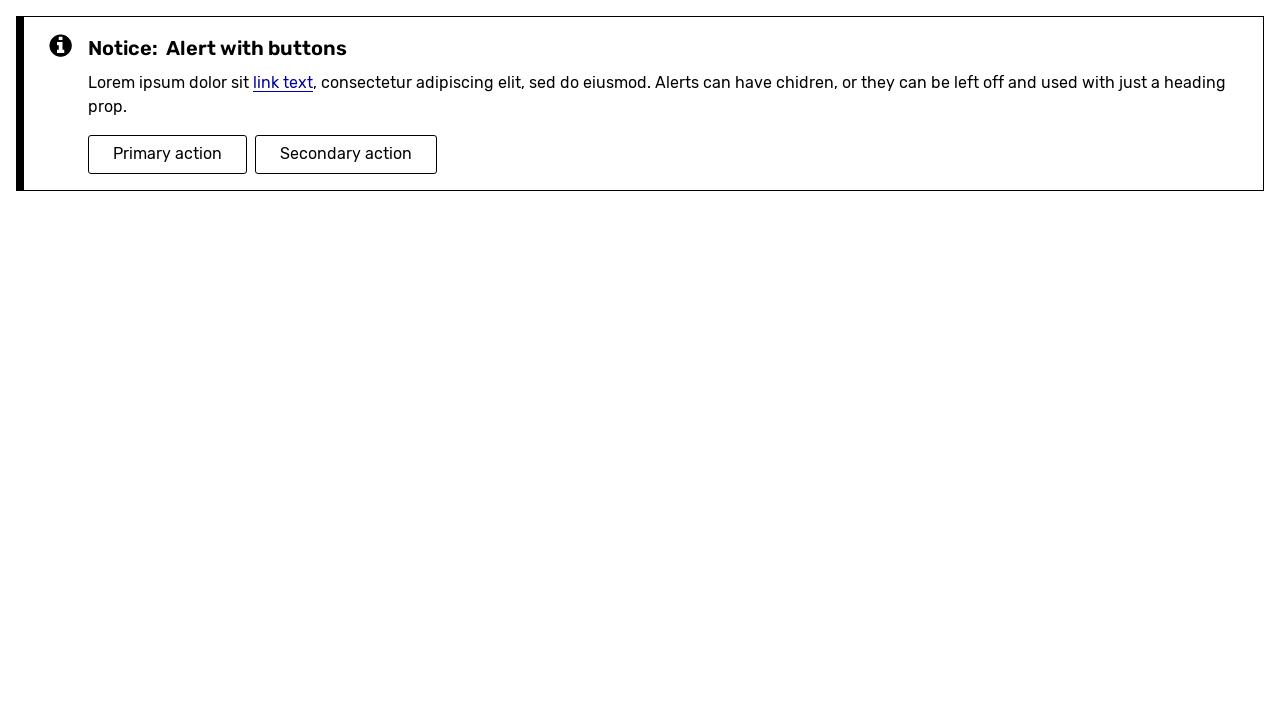 Notice: Alert with buttons
Lorem ipsum dolor sit link text, consectetur adipiscing elit, sed do eiusmod. Alerts can have chidren, or they can be left off and used with just a heading
prop.
Primary action Secondary action